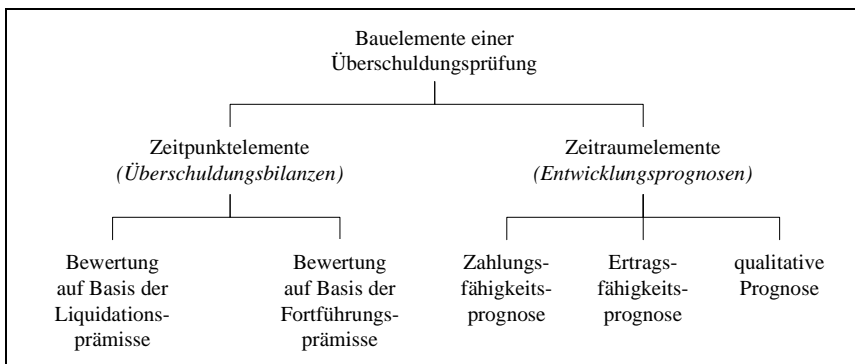 Bauelemente einer
Überschuldungsprüfung
Zeitpunktelemente
(Überschuldungsbilanzen)
Zeitraumelemente
(Entwicklungsprognosen)
Bewertung
auf Basis der
Liquidations-
prämisse
Bewertung
auf Basis der
Fortführungs-
prämisse
Zahlungs-
fähigkeits-
prognose
Ertrags-
fähigkeits-
prognose
qualitative
Prognose